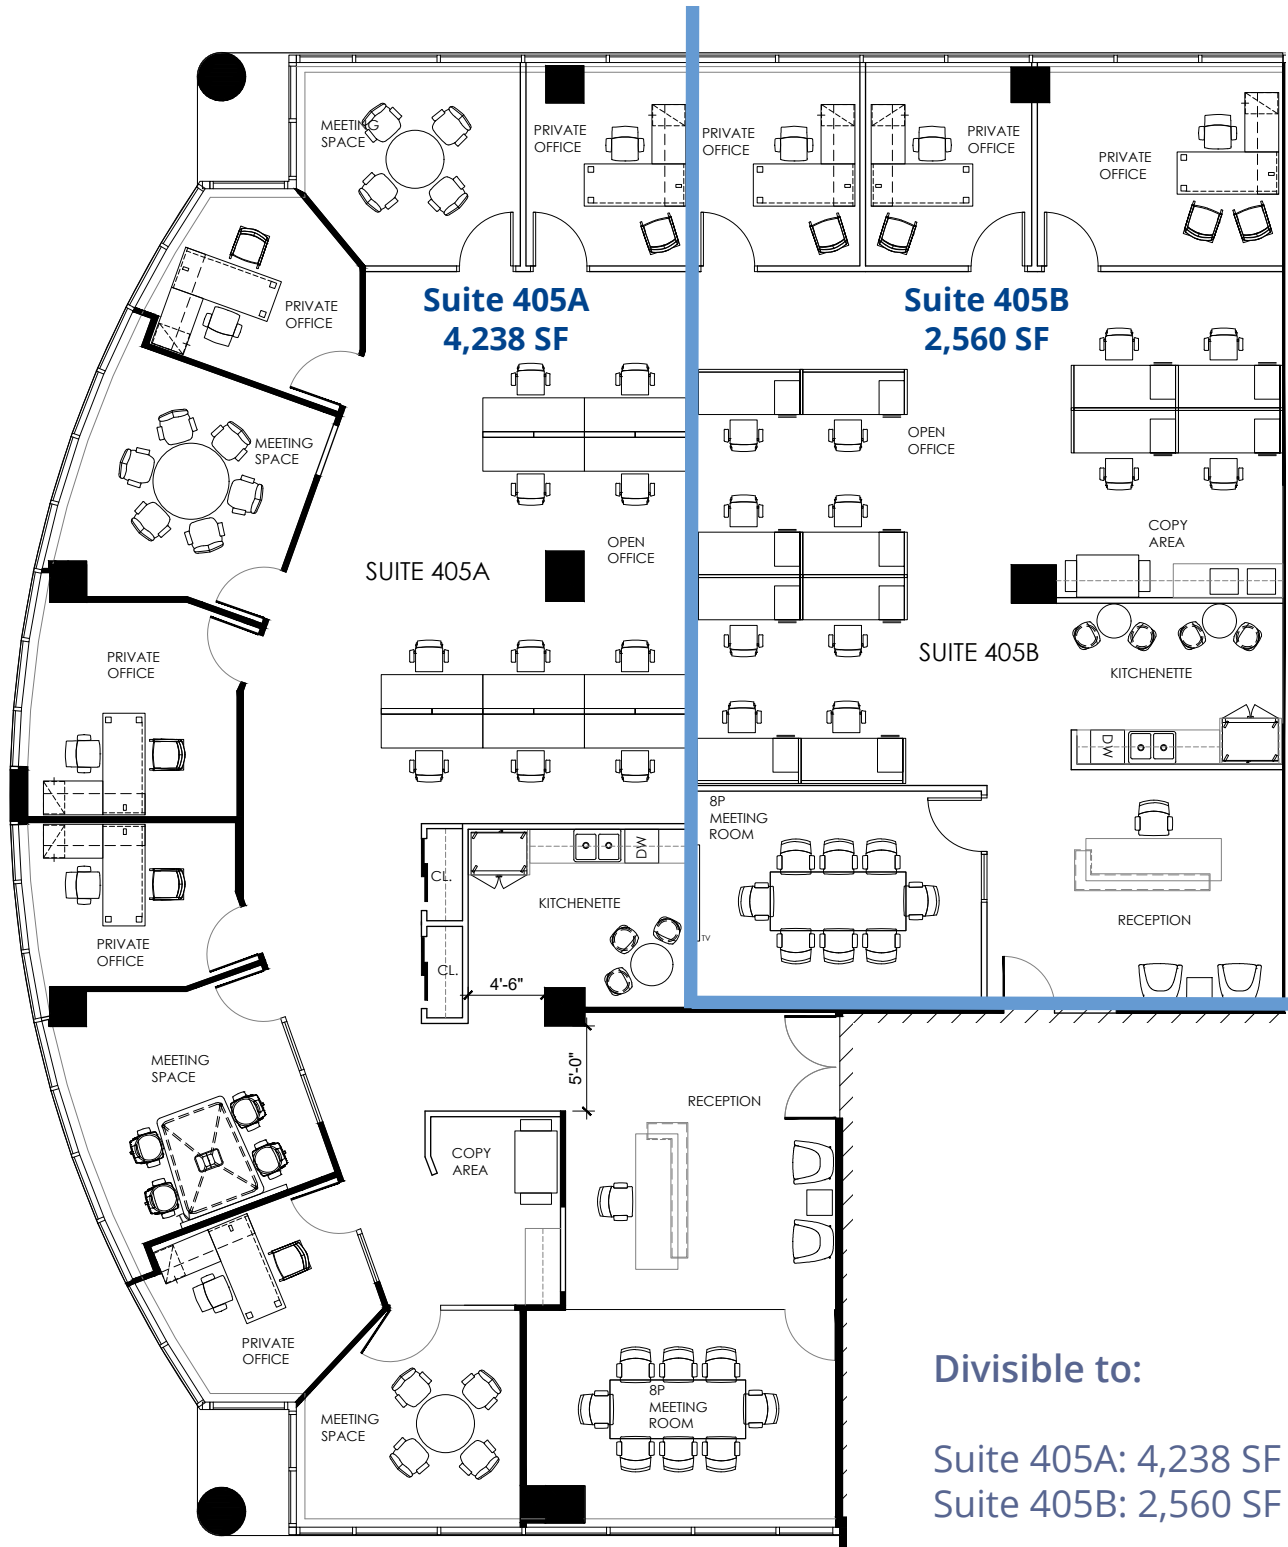 MEETING
SPACE
PRIVATE
OFFICE
PRIVATE
OFFICE
PRIVATE
OFFICE
PRIVATE
OFFICE
Suite 405A
4,238 SF
Suite 405B
2,560 SF
PRIVATE
OFFICE
MEETING
SPACE
OPEN
OFFICE
OPEN
OFFICE
COPY
AREA
SUITE 405A
SUITE 405B
PRIVATE
OFFICE
KITCHENETTE
DW
8P
MEETING
ROOM
DW
CL.
KITCHENETTE
RECEPTION
TV
PRIVATE
OFFICE
CL.
4'-6"
MEETING
SPACE
5'-0"
RECEPTION
COPY
AREA
PRIVATE
OFFICE
8P
MEETING
ROOM
MEETING
SPACE
Divisible to:
Suite 405A: 4,238 SF
Suite 405B: 2,560 SF